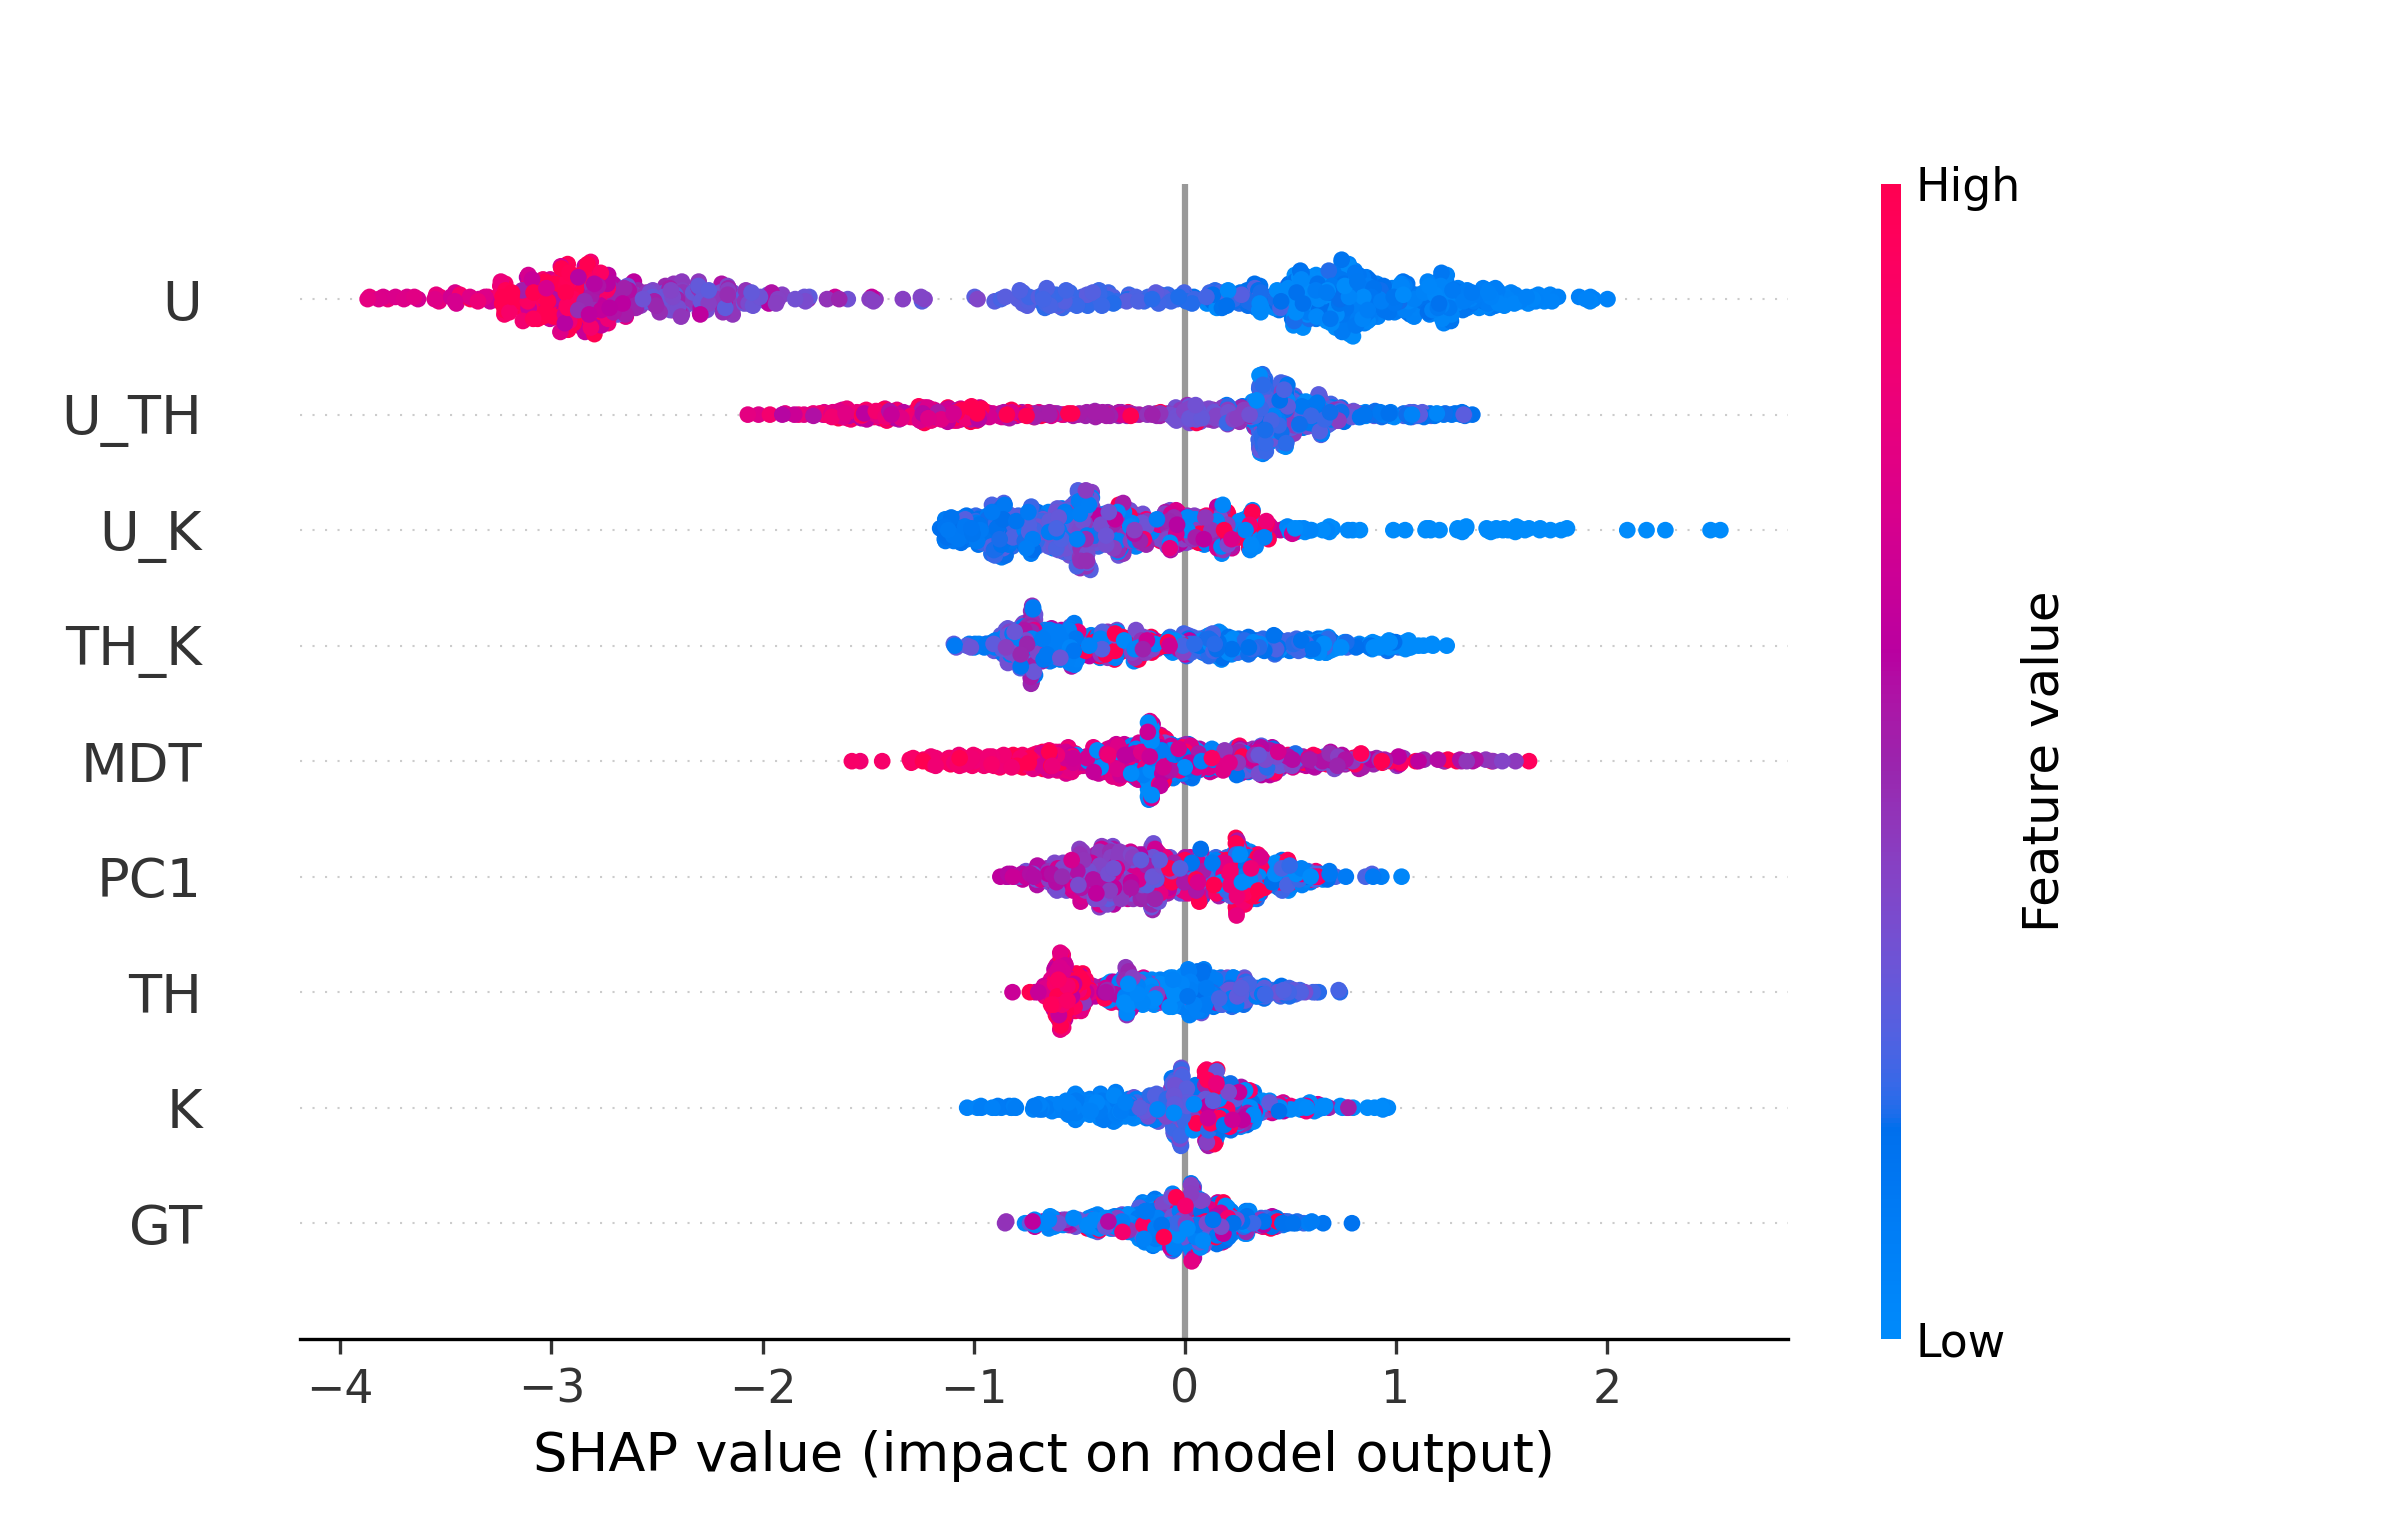 High
U
U_TH
U_K
TH_K
MDT
PC1
TH
K
GT
Feature value
Low
−4 −3 −2 −1 0 1 2
SHAP value (impact on model output)